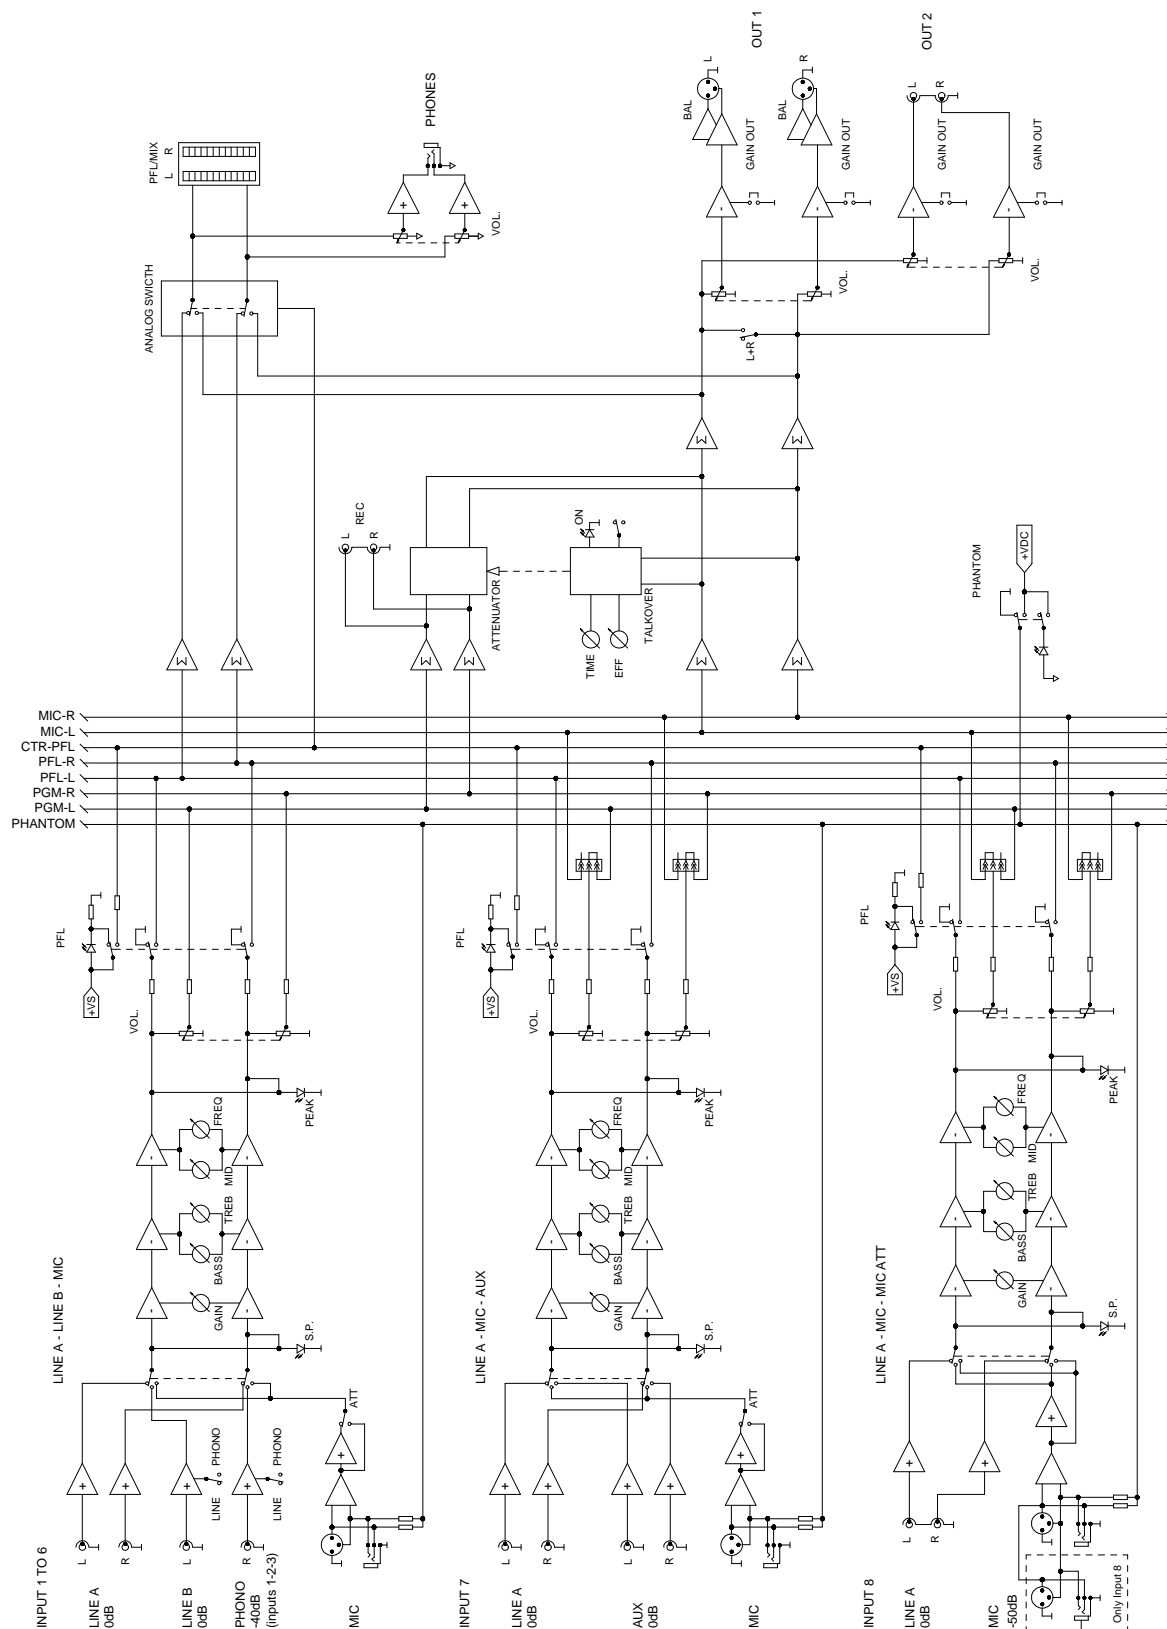 OUT 1
OUT 2
L
R
L
R
BAL
BAL
GAIN OUT
GAIN OUT
GAIN OUT
GAIN OUT
VOL.
VOL.
L+R
PHONES
PFL/MIX
L
R
VOL.
ANALOG SWICTH
REC
L
R
ATTENUATOR
ON
TIME
EFF
TALKOVER
PHANTOM
+VDC
Σ
Σ
Σ
Σ
Σ
Σ
Σ
Σ
+
+
-
-
-
-
MIC-R
MIC-L
CTR-PFL
PFL-R
PFL-L
PGM-R
PGM-L
PHANTOM
INPUT 1 TO 6
LINE A - LINE B - MIC
LINE A
0dB
L
R
LINE B
0dB
L
PHONO
-40dB
(inputs 1-2-3)
R
MIC
LINE
PHONO
LINE
PHONO
ATT
+
+
+
+
+
S.P.
GAIN
BASS
TREB
MID
FREQ
-
-
-
-
-
-
PEAK
VOL.
+VS
PFL
INPUT 7
LINE A - MIC - AUX
LINE A
0dB
L
R
AUX
0dB
L
R
MIC
ATT
+
+
+
+
+
S.P.
GAIN
BASS
TREB
MID
FREQ
-
-
-
-
-
-
PEAK
VOL.
+VS
PFL
INPUT 8
LINE A - MIC - MIC ATT
LINE A
0dB
L
R
MIC
-50dB
Only Input 8
+
+
+
S.P.
GAIN
BASS
TREB
MID
FREQ
-
-
-
-
-
-
PEAK
VOL.
+VS
PFL